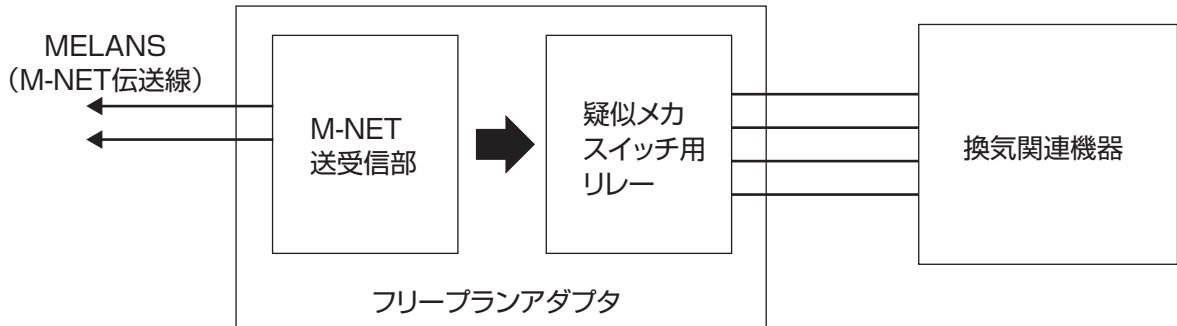 MELANS
（M-NET伝送線）
M-NET
送受信部
疑似メカ
スイッチ用
リレー
換気関連機器
フリープランアダプタ